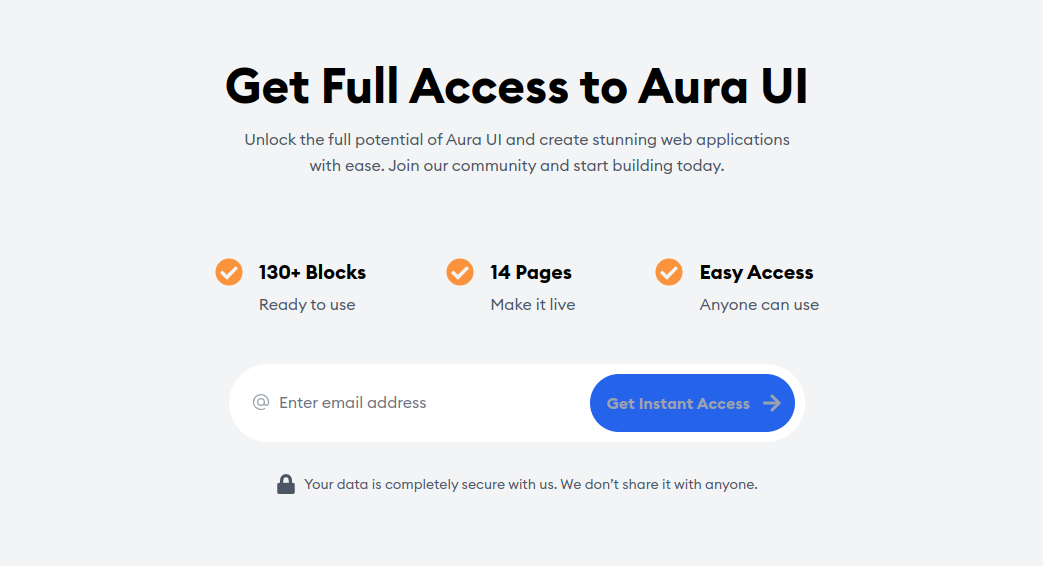 Get Full Access to Aura UI
Unlock the full potential of Aura UI and create stunning web applications
with ease. Join our community and start building today.
130+ Blocks
Ready to use
14 Pages
Make it live
Easy Access
Anyone can use
@ Enter email address
Get Instant Access →
Your data is completely secure with us. We don’t share it with anyone.